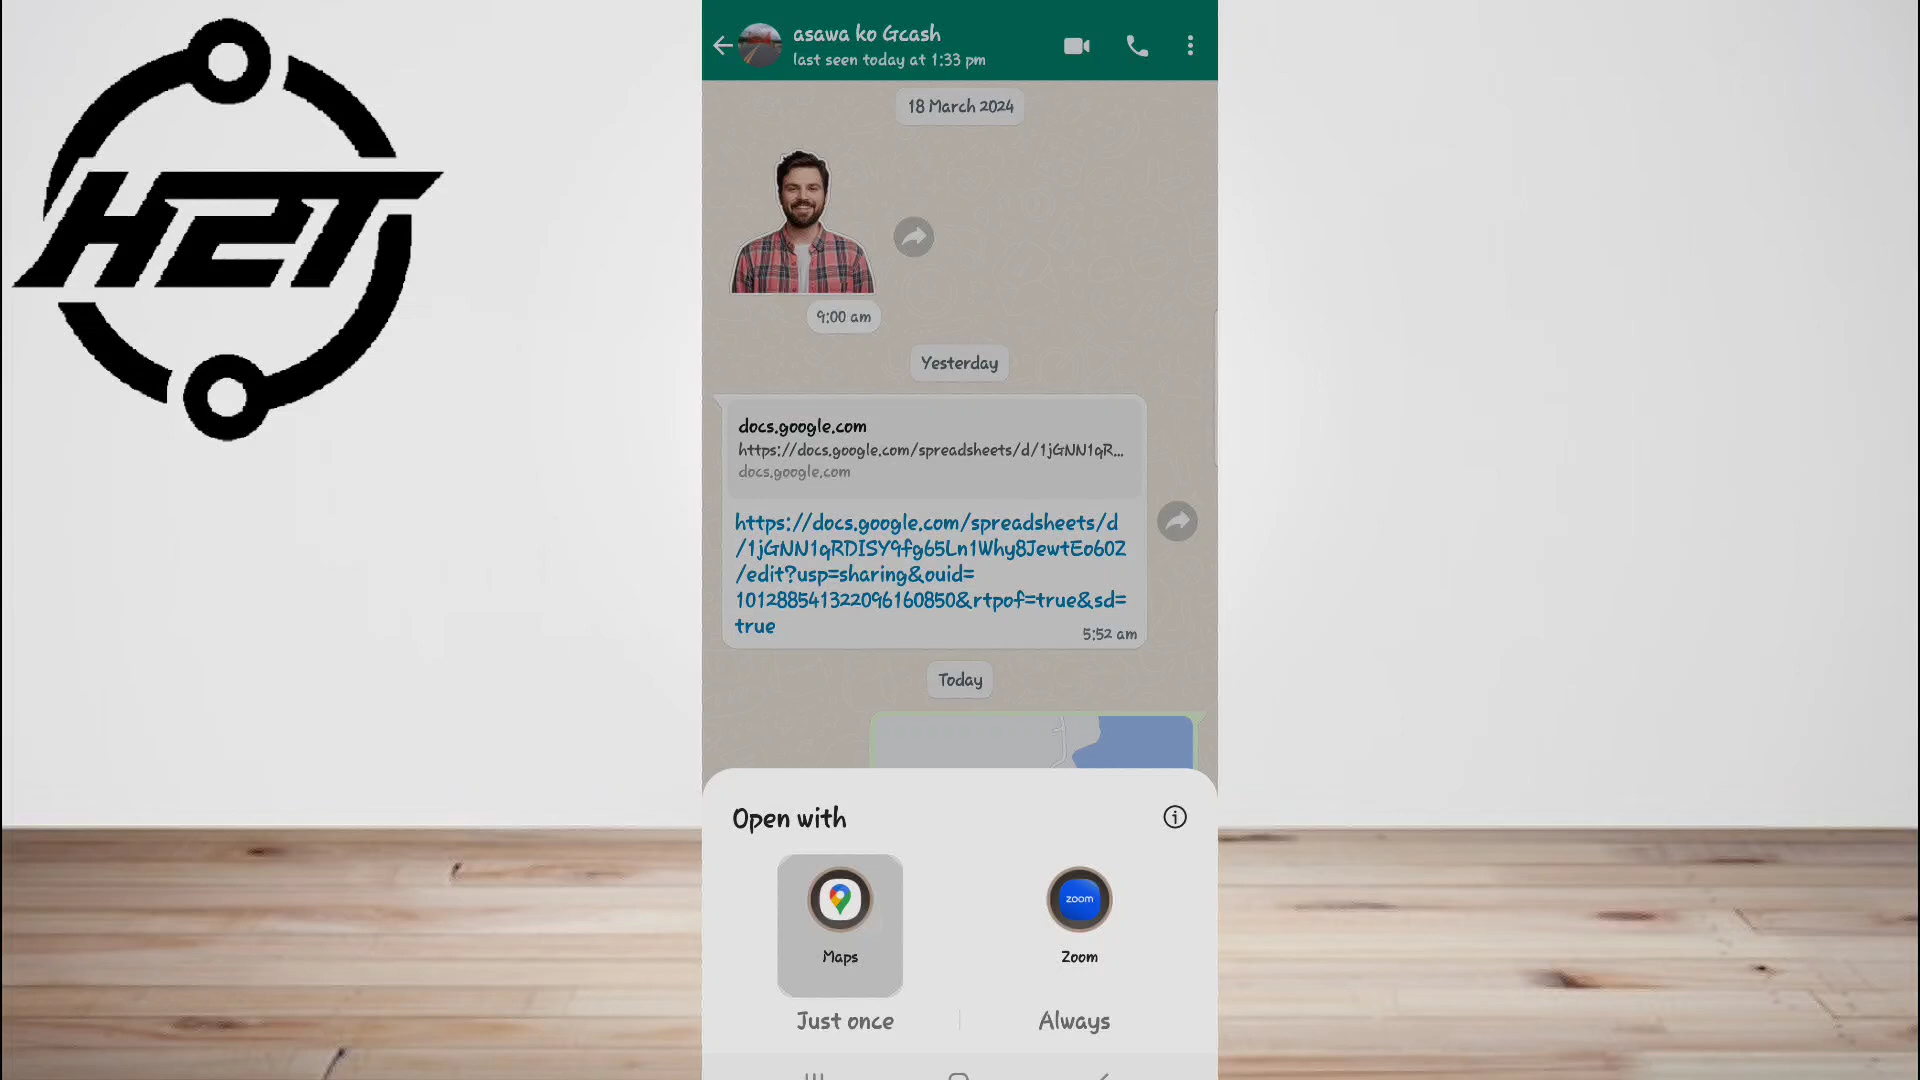 H2T
asawa ko Gcash
last seen today at 1:33 pm
18 March 2024
9:00 am
Yesterday
docs.google.com
https://docs.google.com/spreadsheets/d/1jGNN1qR...
docs.google.com
https://docs.google.com/spreadsheets/d
/1jGNN1qRDISY9fg65Ln1Why8JewtEo60Z
/edit?usp=sharing&ouid=
101288541322096160850&rtpof=true&sd=
true
5:52 am
Today
Open with
zoom
Maps
Zoom
Just once
Always